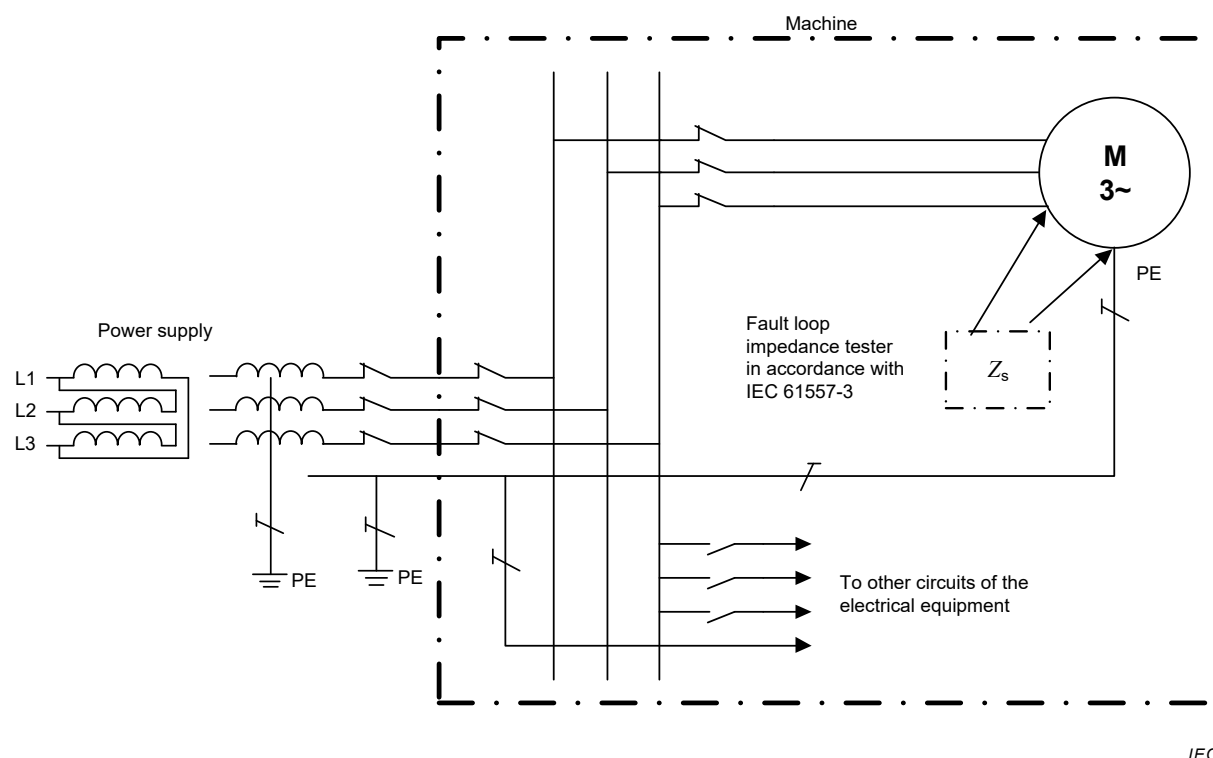 Machine
M
3~
PE
Fault loop
impedance tester
in accordance with
IEC 61557-3
Zs
Power supply
L1
L2
L3
PE
PE
To other circuits of the
electrical equipment
IEC